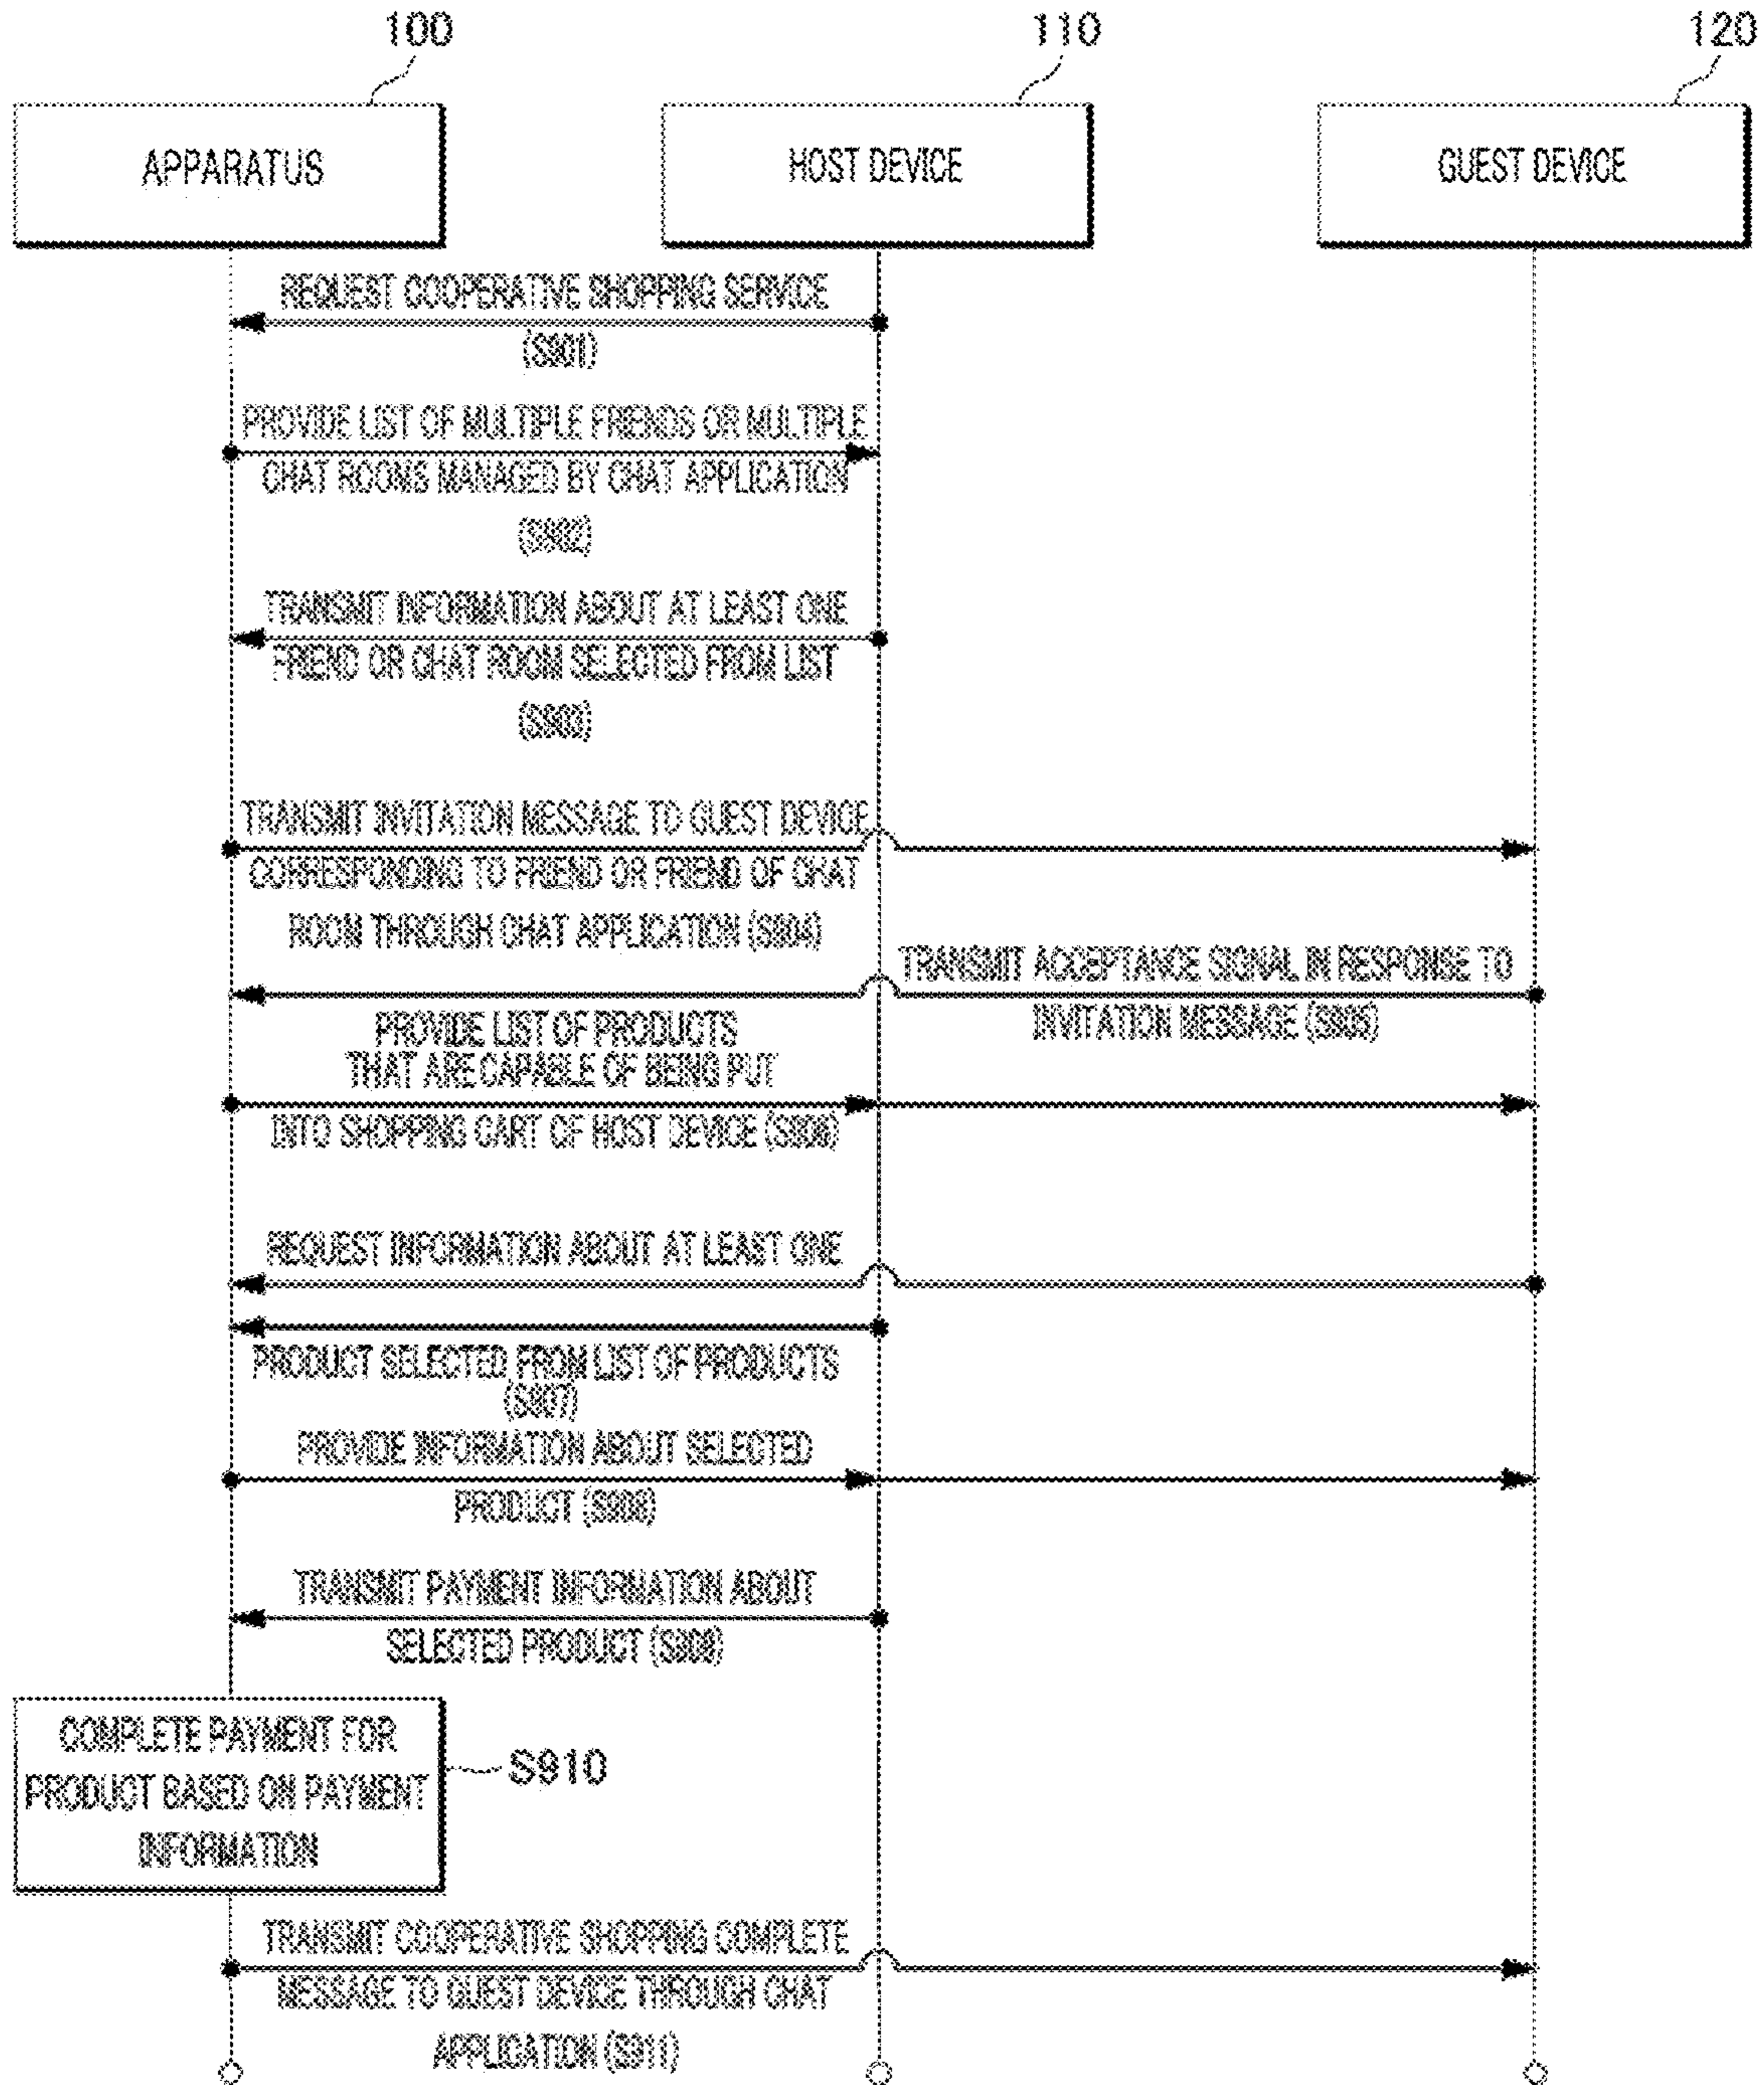 100
110
120
APPARATUS
HOST DEVICE
GUEST DEVICE
REQUEST COOPERATIVE SHOPPING SERVICE
(S901)
PROVIDE LIST OF MULTIPLE FRIENDS OR MULTIPLE
CHAT ROOMS MANAGED BY CHAT APPLICATION
(S902)
TRANSMIT INFORMATION ABOUT AT LEAST ONE
FRIEND OR CHAT ROOM SELECTED FROM LIST
(S903)
TRANSMIT INVITATION MESSAGE TO GUEST DEVICE
CORRESPONDING TO FRIEND OR FRIEND OF CHAT
ROOM THROUGH CHAT APPLICATION (S904)
TRANSMIT ACCEPTANCE SIGNAL IN RESPONSE TO
INVITATION MESSAGE (S905)
PROVIDE LIST OF PRODUCTS
THAT ARE CAPABLE OF BEING PUT
INTO SHOPPING CART OF HOST DEVICE (S906)
REQUEST INFORMATION ABOUT AT LEAST ONE
PRODUCT SELECTED FROM LIST OF PRODUCTS
(S907)
PROVIDE INFORMATION ABOUT SELECTED
PRODUCT (S908)
TRANSMIT PAYMENT INFORMATION ABOUT
SELECTED PRODUCT (S909)
COMPLETE PAYMENT FOR
PRODUCT BASED ON PAYMENT
INFORMATION
S910
TRANSMIT COOPERATIVE SHOPPING COMPLETE
MESSAGE TO GUEST DEVICE THROUGH CHAT
APPLICATION (S911)